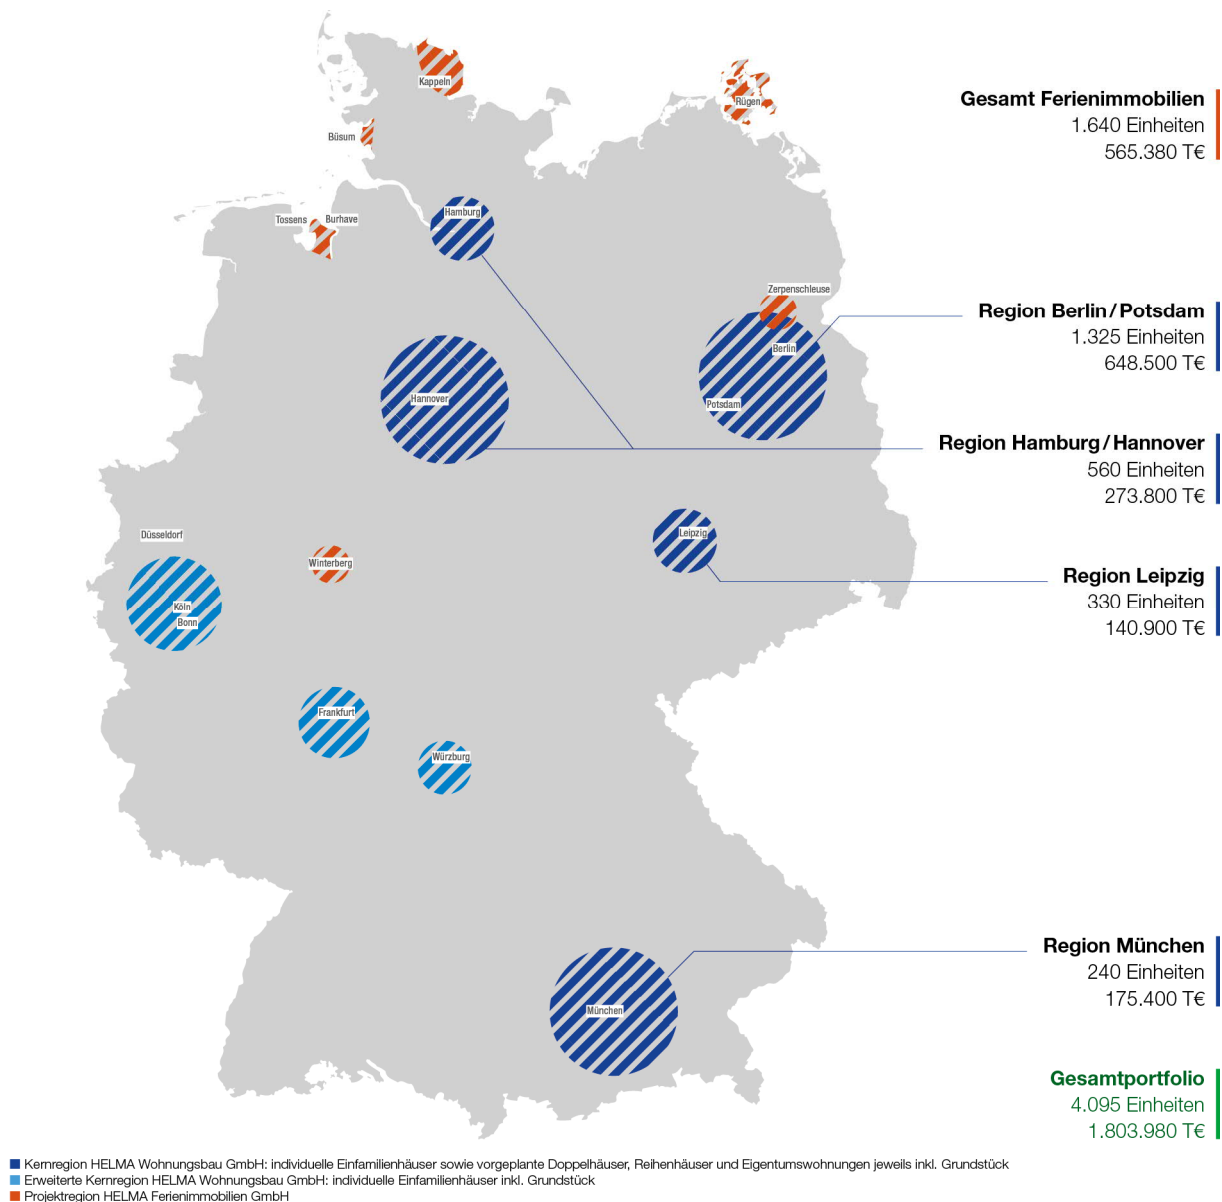 Kappeln
Rügen
Büsum
Tossens
Burhave
Hamburg
Zerpenschleuse
Berlin
Potsdam
Hannover
Düsseldorf
Leipzig
Winterberg
Köln
Bonn
Frankfurt
Würzburg
München
Gesamt Ferienimmobilien
1.640 Einheiten
565.380 T€
Region Berlin/Potsdam
1.325 Einheiten
648.500 T€
Region Hamburg/Hannover
560 Einheiten
273.800 T€
Region Leipzig
330 Einheiten
140.900 T€
Region München
240 Einheiten
175.400 T€
Gesamtportfolio
4.095 Einheiten
1.803.980 T€
Kernregion HELMA Wohnungsbau GmbH: individuelle Einfamilienhäuser sowie vorgeplante Doppelhäuser, Reihenhäuser und Eigentumswohnungen jeweils inkl. Grundstück
Erweiterte Kernregion HELMA Wohnungsbau GmbH: individuelle Einfamilienhäuser inkl. Grundstück
Projektregion HELMA Ferienimmobilien GmbH